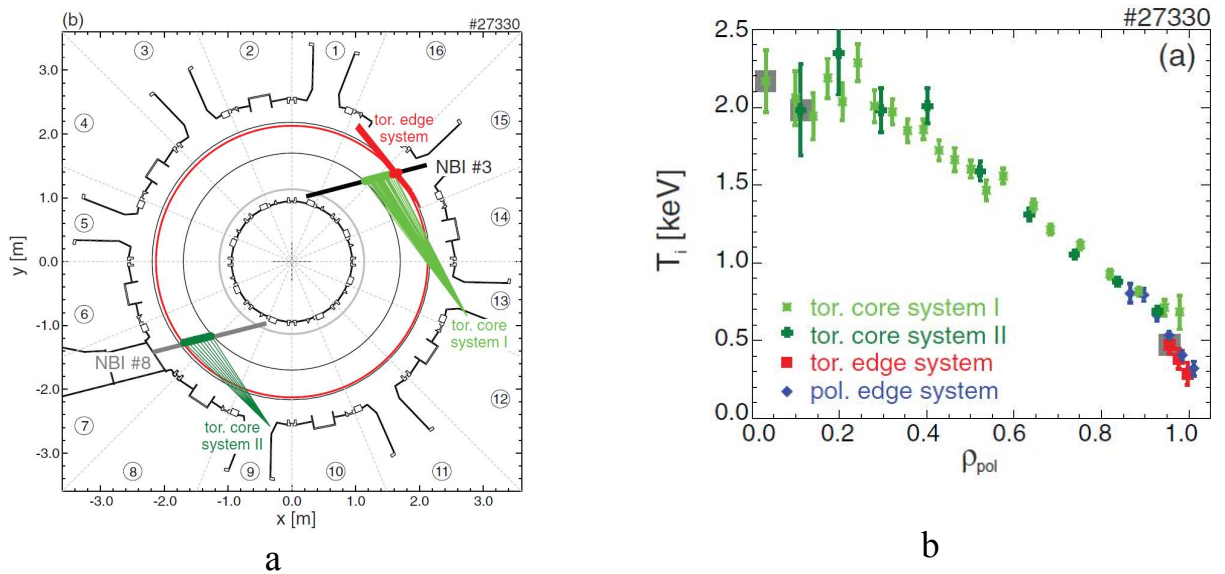 (b)
#27330
3
2
1
16
4
15
5
14
6
13
7
12
8
9
10
11
tor. edge
system
NBI #3
tor. core
system I
NBI #8
tor. core
system II
y [m]
3.0
2.0
1.0
0.0
-1.0
-2.0
-3.0
-3.0 -2.0 -1.0 0.0 1.0 2.0 3.0
x [m]
a
#27330
(a)
Ti [keV]
2.5
2.0
1.5
1.0
0.5
0.0
tor. core system I
tor. core system II
tor. edge system
pol. edge system
0.0 0.2 0.4 0.6 0.8 1.0
ρpol
b